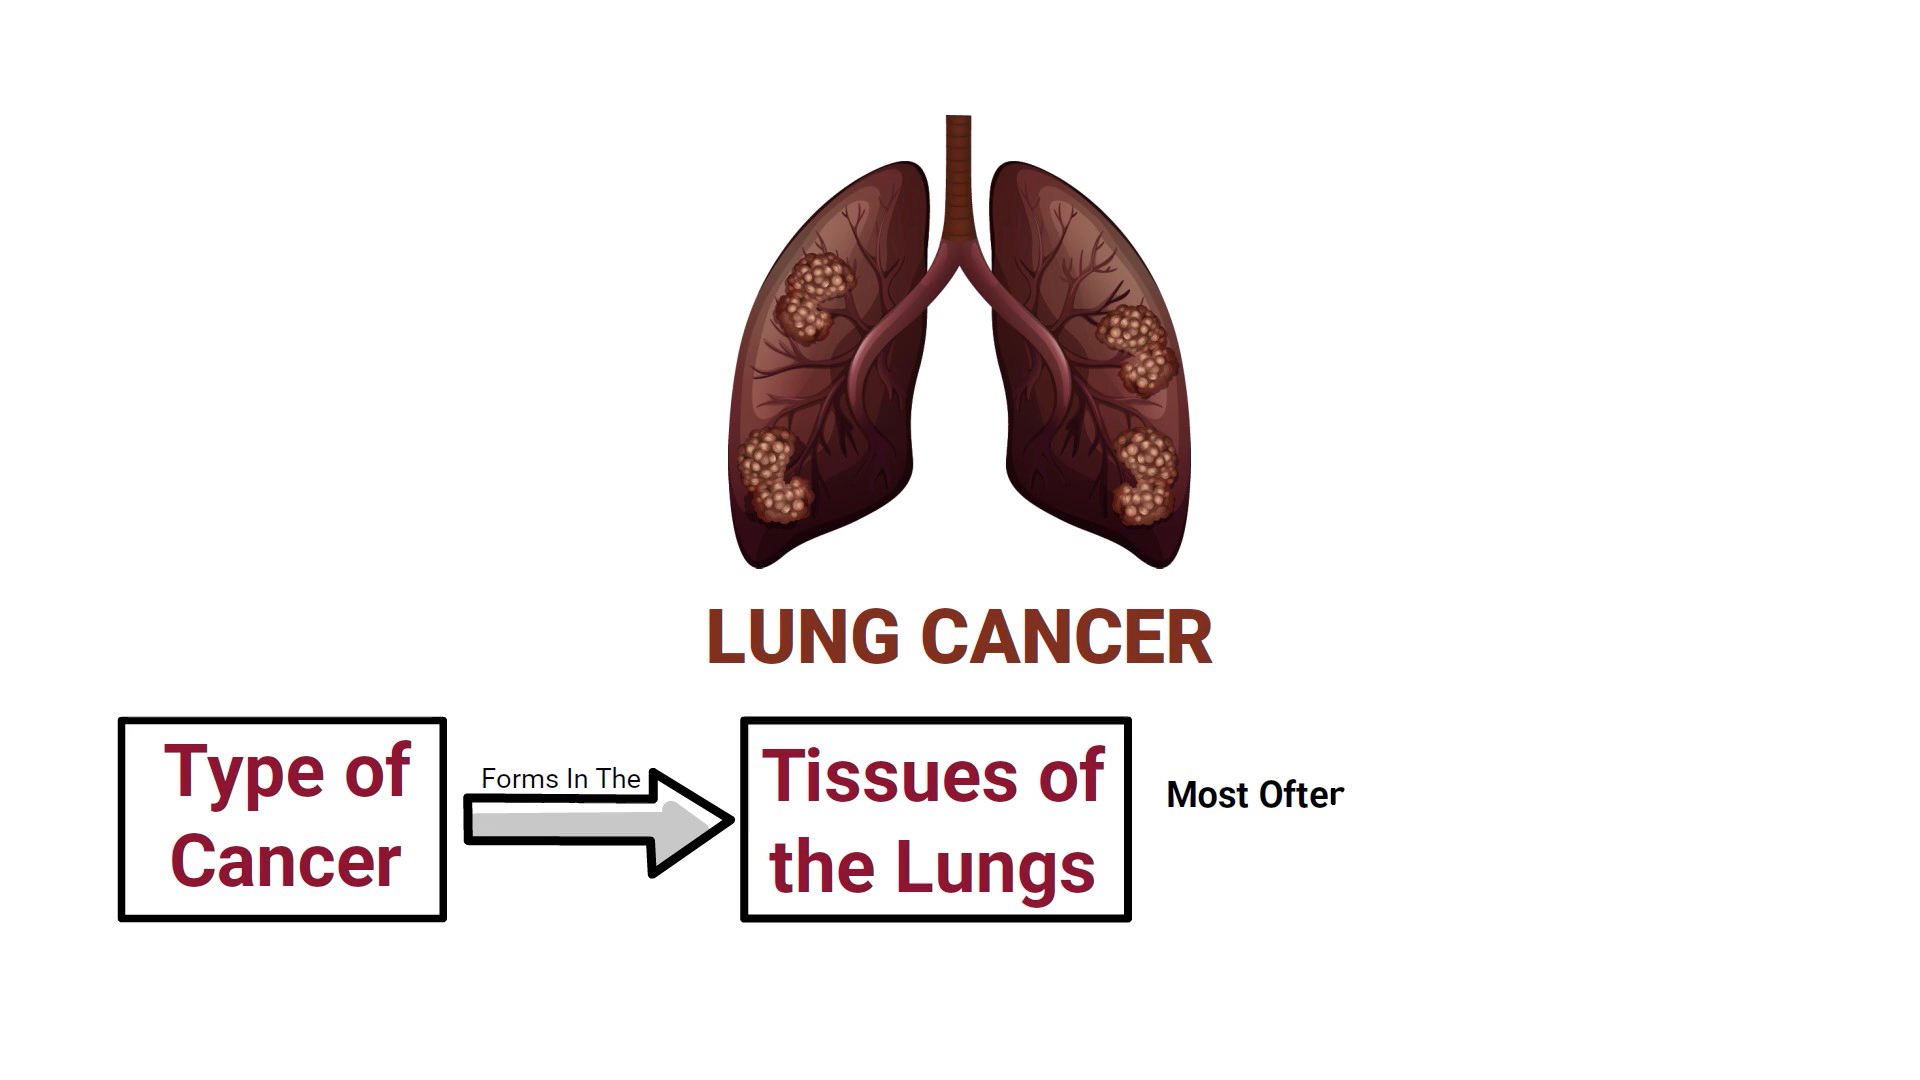 LUNG CANCER
Type of
Cancer
Forms In The
Tissues of
the Lungs
Most Ofter